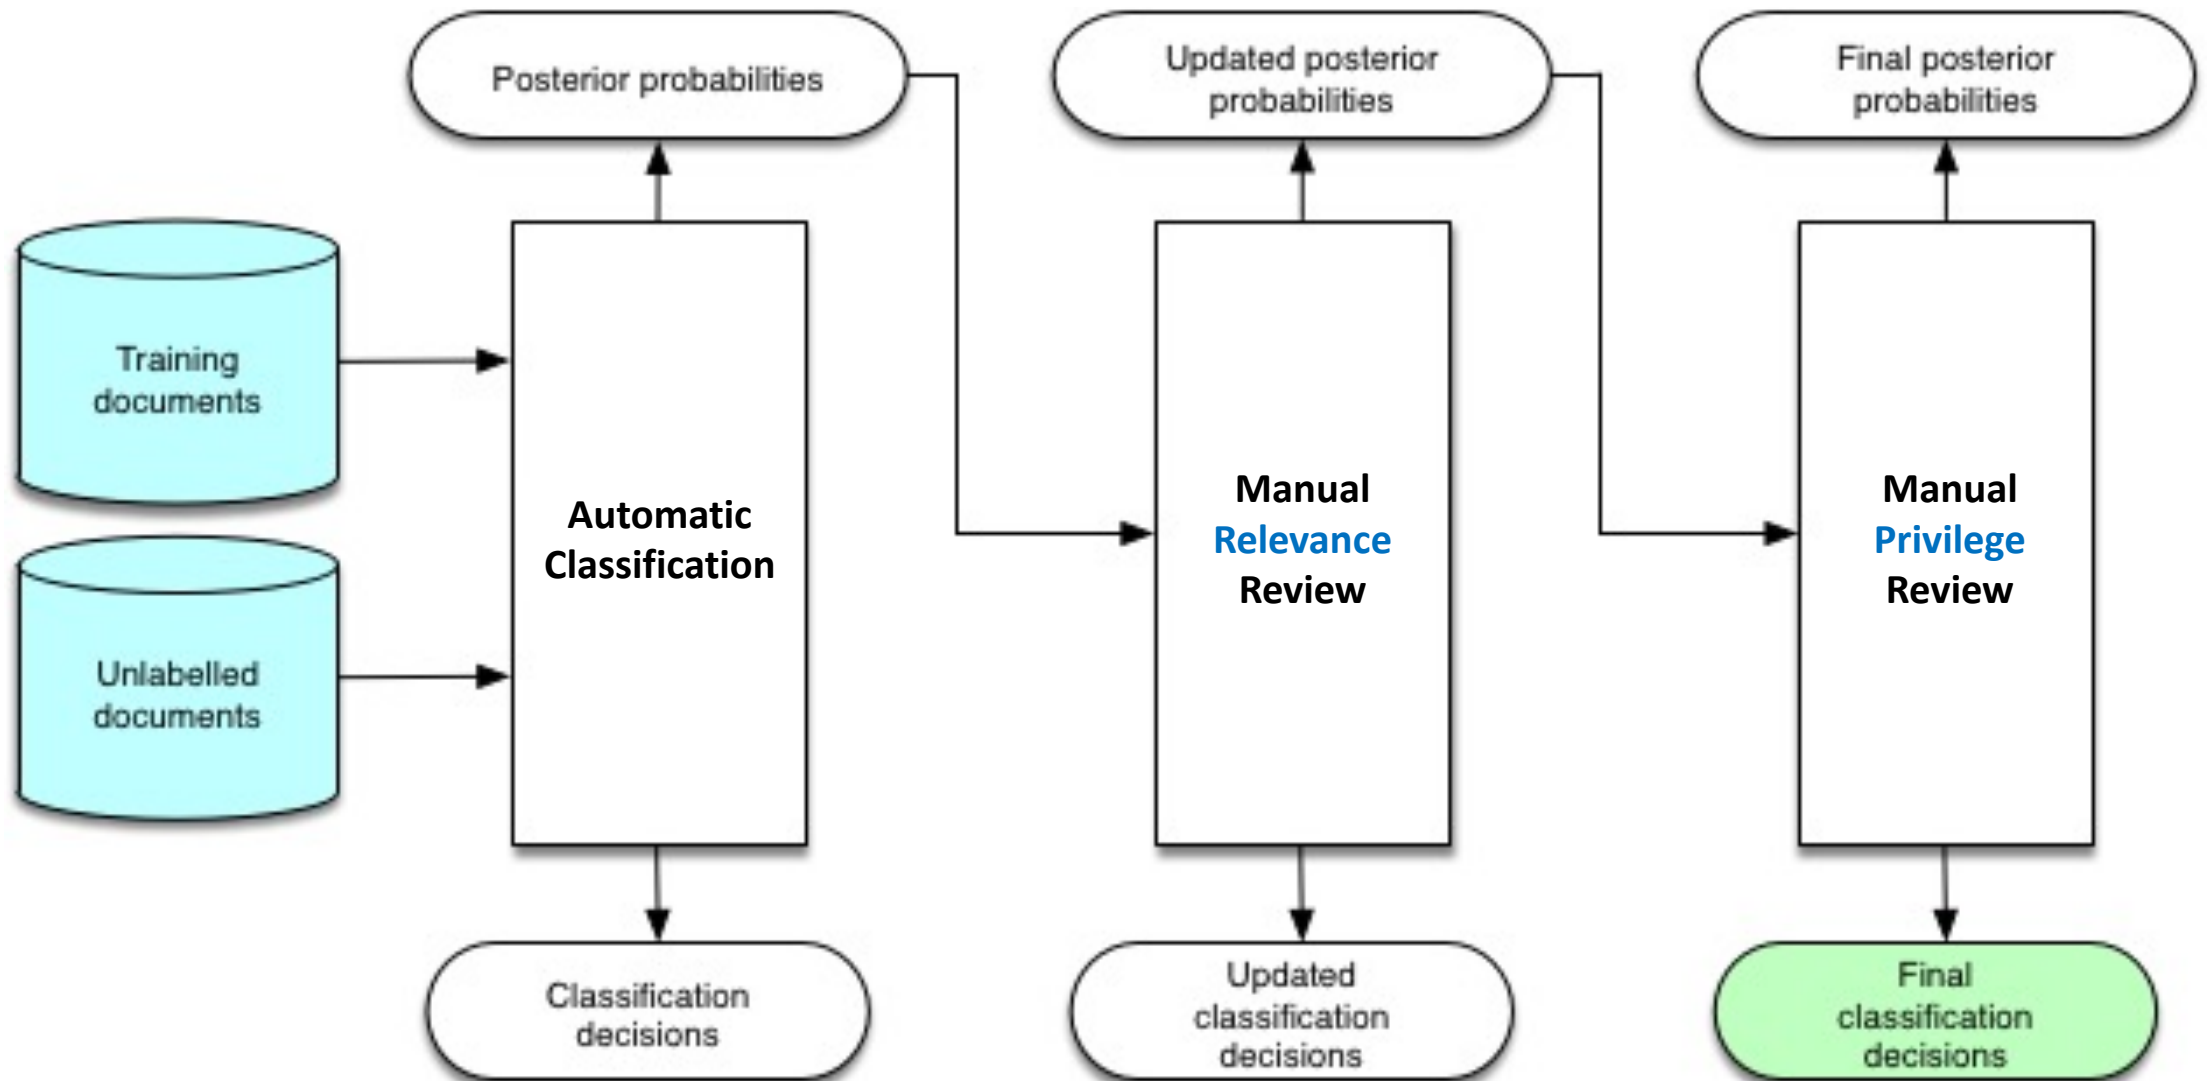 Posterior probabilities
Updated posterior
probabilities
Final posterior
probabilities
Training
documents
Unlabelled
documents
Automatic
Classification
Manual
Relevance
Review
Manual
Privilege
Review
Classification
decisions
Updated
classification
decisions
Final
classification
decisions